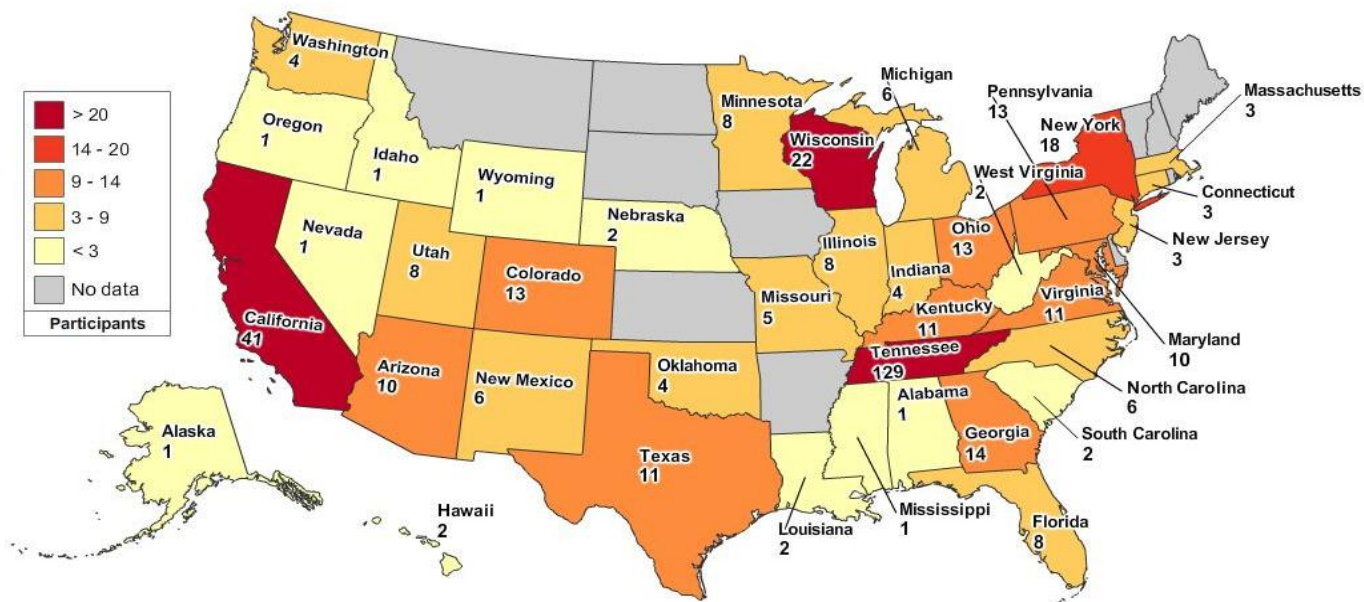 > 20
14 - 20
9 - 14
3 - 9
< 3
No data
Participants
Washington
4
Oregon
1
Idaho
1
Wyoming
1
Nevada
1
Utah
8
Colorado
13
Nebraska
2
California
41
Arizona
10
New Mexico
6
Texas
11
Oklahoma
4
Alaska
1
Hawaii
2
Minnesota
8
Wisconsin
22
Michigan
6
Illinois
8
Indiana
4
Missouri
5
Ohio
13
Kentucky
11
Tennessee
129
West Virginia
2
Pennsylvania
13
New York
18
Massachusetts
3
Connecticut
3
New Jersey
3
Virginia
11
Maryland
10
North Carolina
6
South Carolina
2
Georgia
14
Alabama
1
Mississippi
1
Louisiana
2
Florida
8